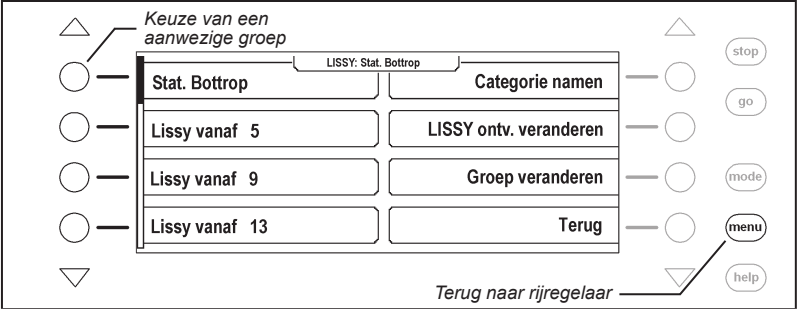 Keuze van een
aanwezige groep
LISSY: Stat. Bottrop
stop
Stat. Bottrop
Categorie namen
go
Lissy vanaf 5
LISSY ontv. veranderen
Lissy vanaf 9
Groep veranderen
mode
Lissy vanaf 13
Terug
menu
help
Terug naar rijregelaar